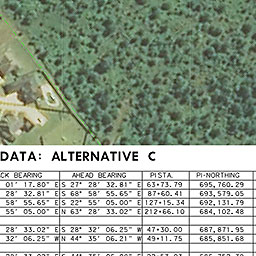 DATA: ALTERNATIVE C
CK BEARING AHEAD BEARING PISTA. PI-NORTHING
01' 17.80" E S 27° 28' 32.81" E 63+73.79 695,760.29
28' 32.81" E S 68° 58' 55.65" E 87+60.41 693,579.05
58' 55.65" E S 22° 55' 05.00" E 127+15.34 692,131.79
55' 05.00" E N 63° 28' 33.02" E 212+66.10 684,102.48
28' 33.02" E S 28° 32' 06.25" W 47+30.00 687,871.95
32' 06.25" W N 44° 35' 06.21" W 49+11.75 685,851.68